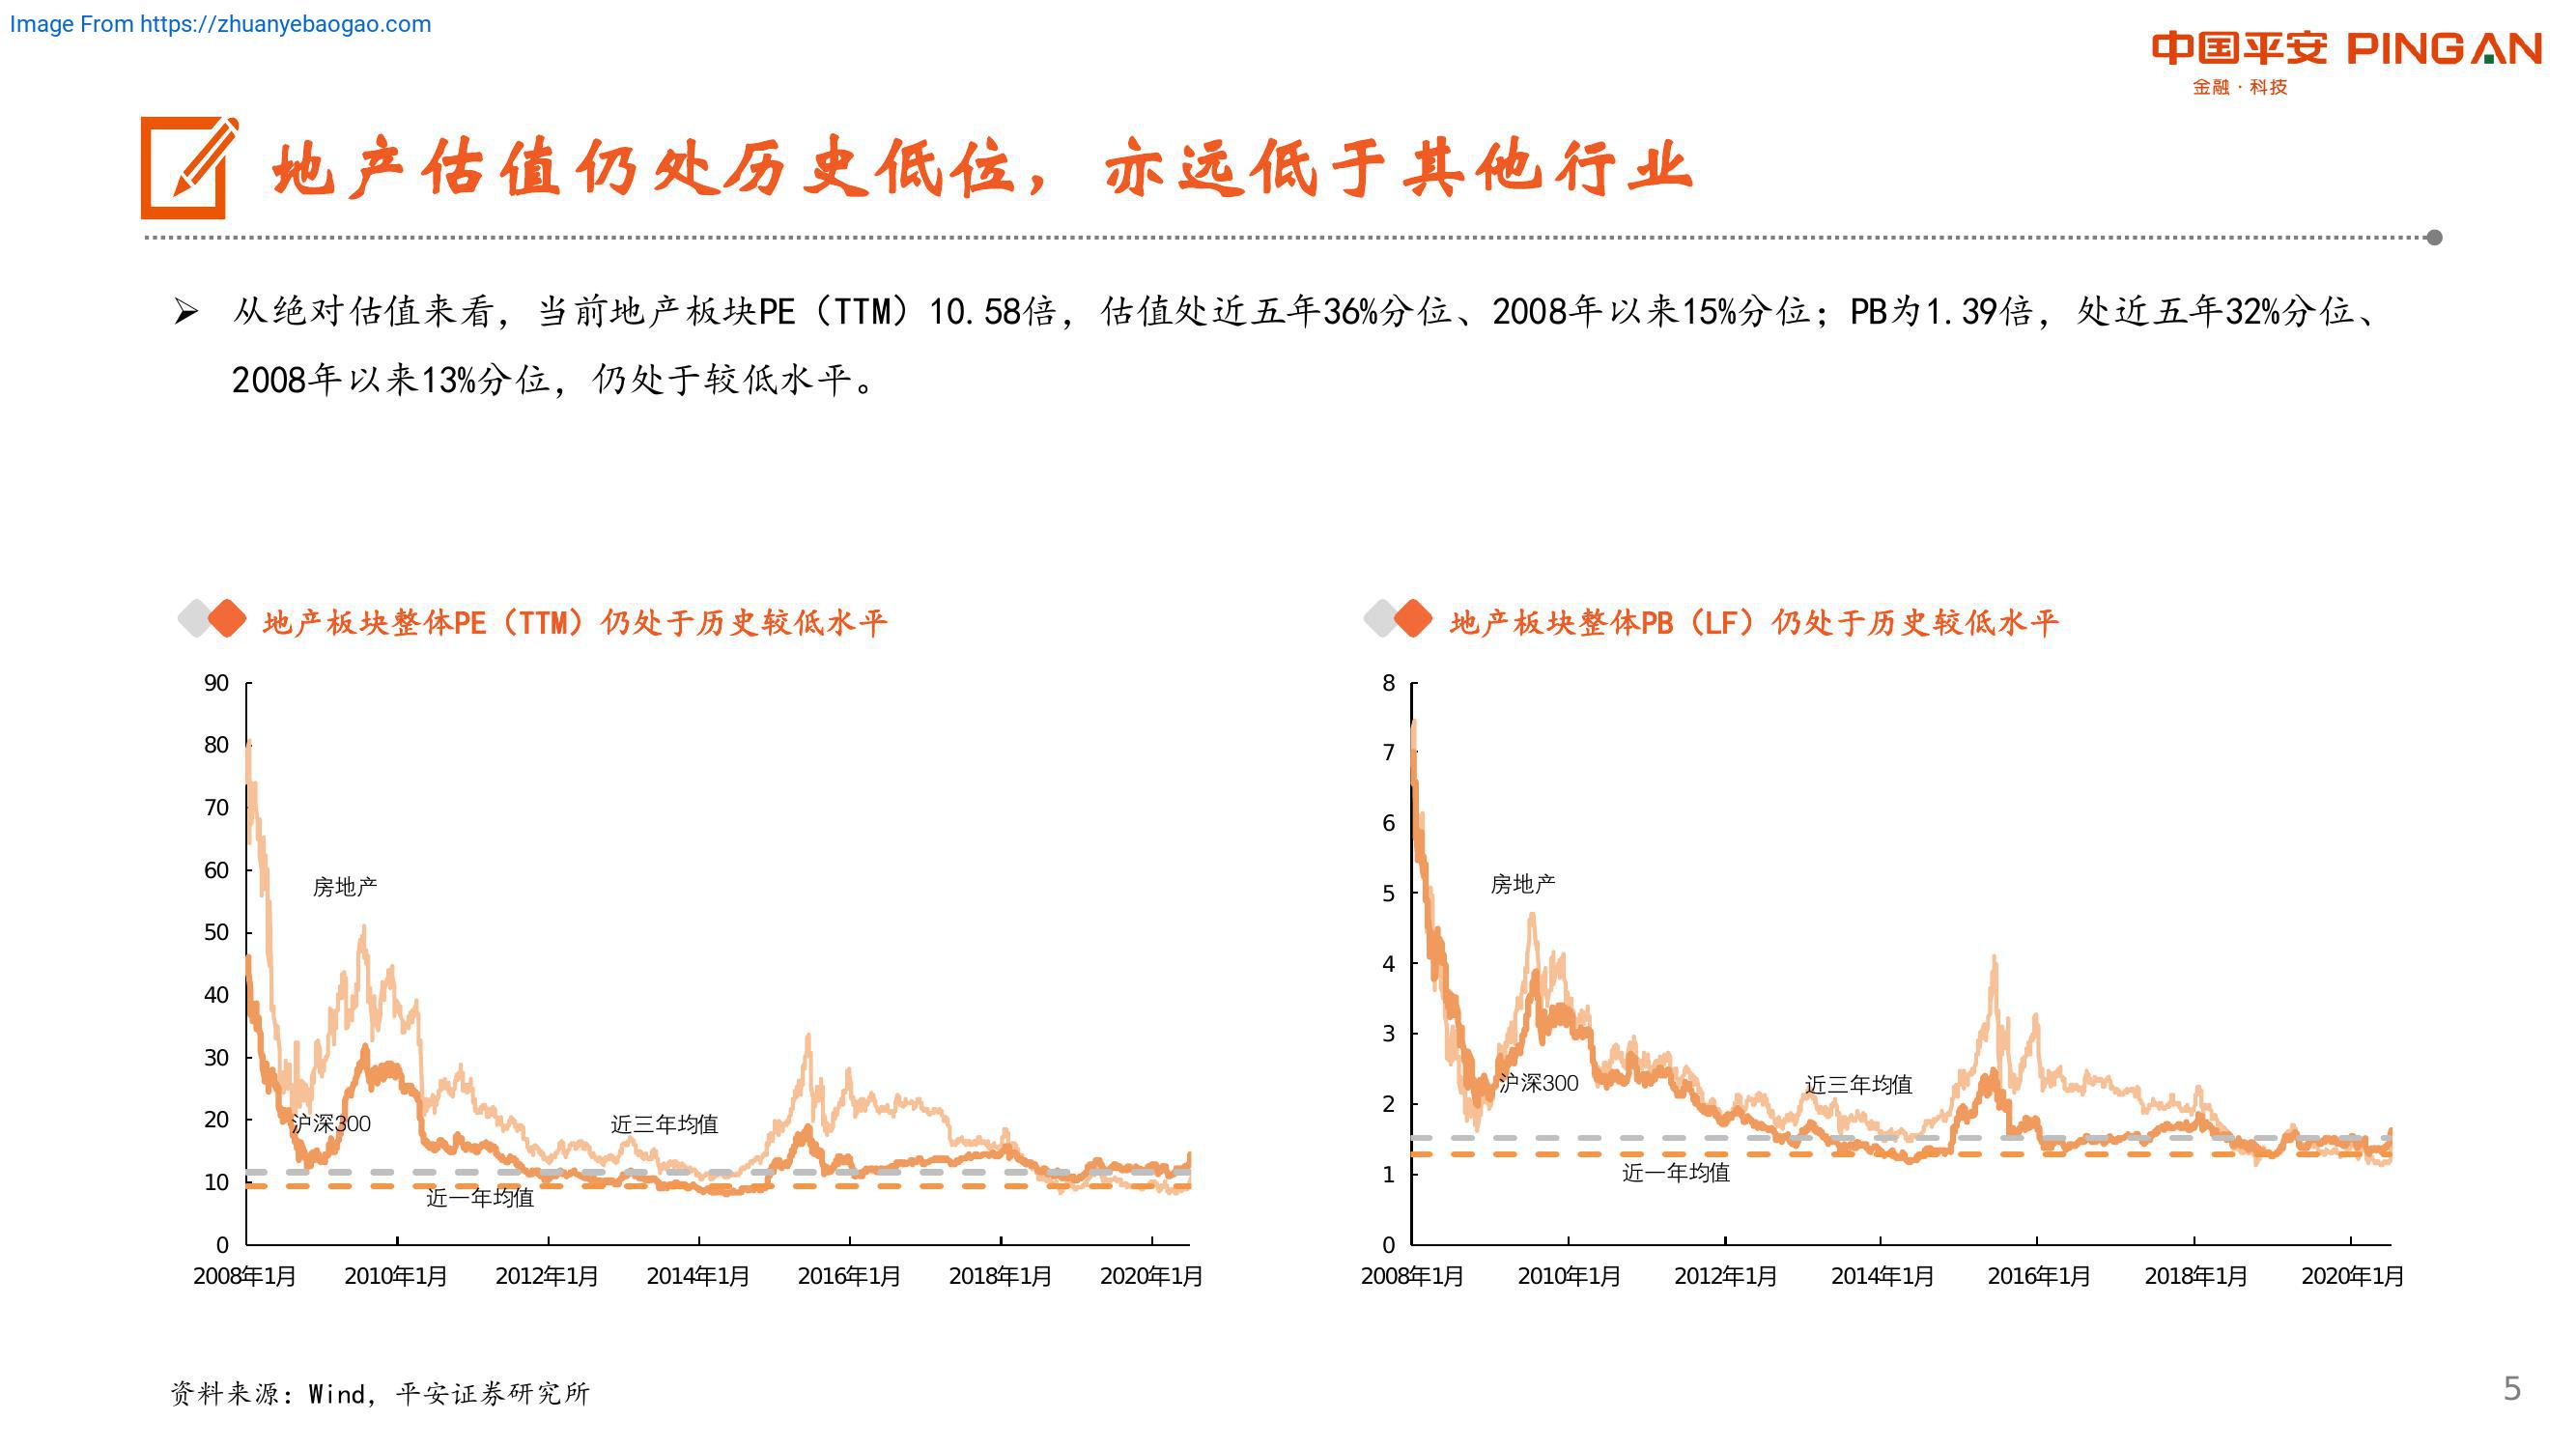 Image From https://zhuanyebaogao.com
中国平安 PINGAN
金融·科技
地产估值仍处历史低位，亦远低于其他行业
从绝对估值来看，当前地产板块PE（TTM）10.58倍，估值处近五年36%分位、2008年以来15%分位；PB为1.39倍，处近五年32%分位、
2008年以来13%分位，仍处于较低水平。
地产板块整体PE（TTM）仍处于历史较低水平
90
80
70
60
50
40
30
20
10
0
房地产
沪深300
近三年均值
近一年均值
2008年1月 2010年1月 2012年1月 2014年1月 2016年1月 2018年1月 2020年1月
地产板块整体PB（LF）仍处于历史较低水平
8
7
6
5
4
3
2
1
0
房地产
沪深300
近三年均值
近一年均值
2008年1月 2010年1月 2012年1月 2014年1月 2016年1月 2018年1月 2020年1月
资料来源：Wind，平安证券研究所
5